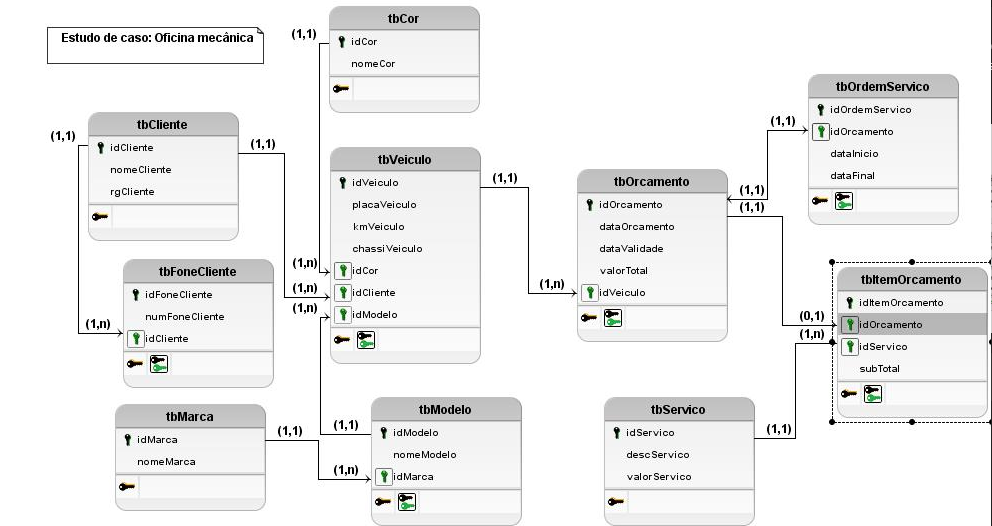 Estudo de caso: Oficina mecânica
tbCor
(1,1)
idCor
nomeCor
tbCliente
(1,1)
(1,1)
idCliente
nomeCliente
rgCliente
tbVeiculo
idVeiculo
(1,1)
placaVeiculo
kmVeiculo
chassiVeiculo
(1,n)
idCor
(1,n)
idCliente
(1,n)
idModelo
tbOrcamento
idOrcamento
dataOrcamento
dataValidade
valorTotal
(1,n)
idVeiculo
tbOrdemServico
idOrdemServico
(1,1)
idOrcamento
dataInicio
dataFinal
(1,1)
(1,1)
tbFoneCliente
idFoneCliente
numFoneCliente
(1,n)
idCliente
tbItemOrcamento
idItemOrcamento
(0,1)
idOrcamento
(1,n)
idServico
subTotal
tbMarca
idMarca
(1,1)
nomeMarca
tbModelo
(1,1)
idModelo
nomeModelo
(1,n)
idMarca
tbServico
idServico
(1,1)
descServico
valorServico